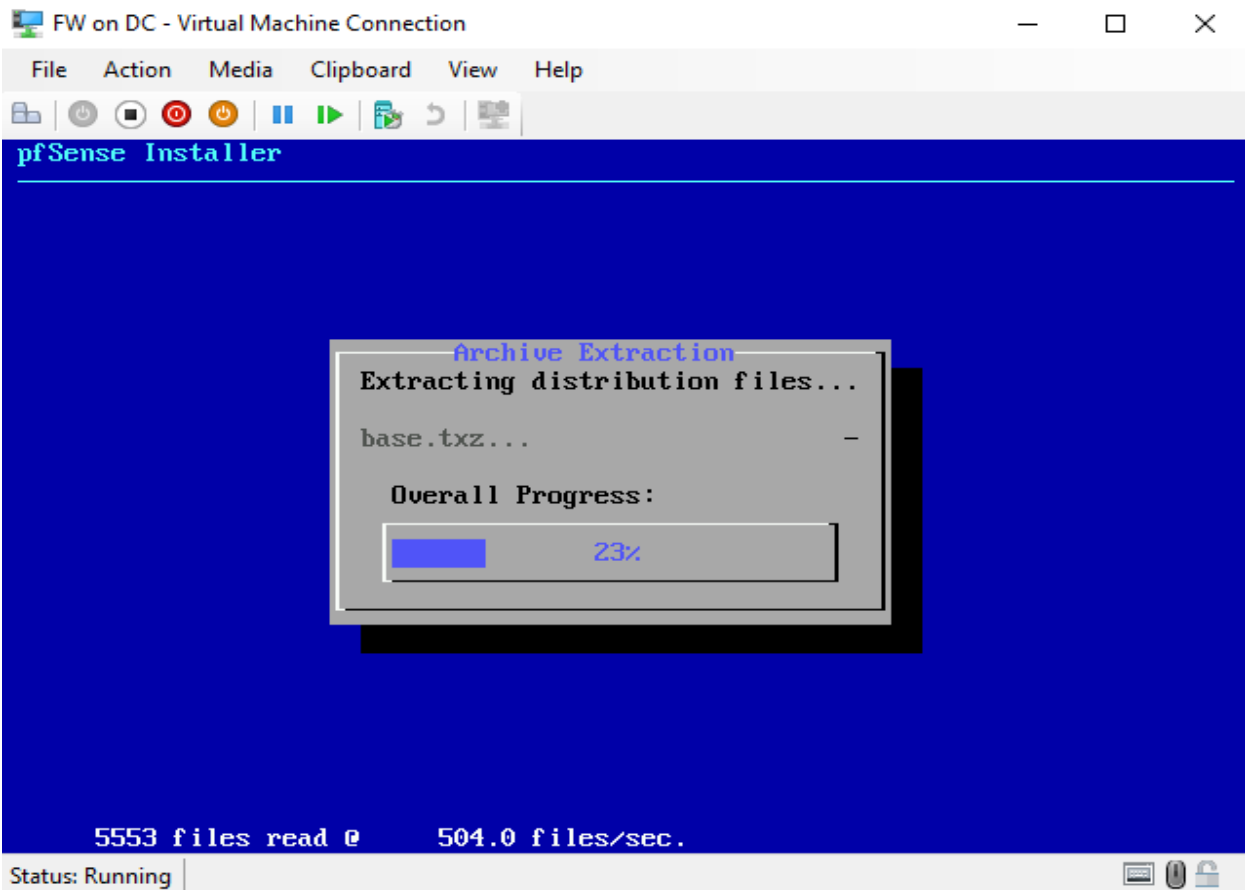 FW on DC - Virtual Machine Connection
File Action Media Clipboard View Help
pfSense Installer
Archive Extraction
Extracting distribution files...
base.txz... -
Overall Progress:
23%
5553 files read @ 504.0 files/sec.
Status: Running